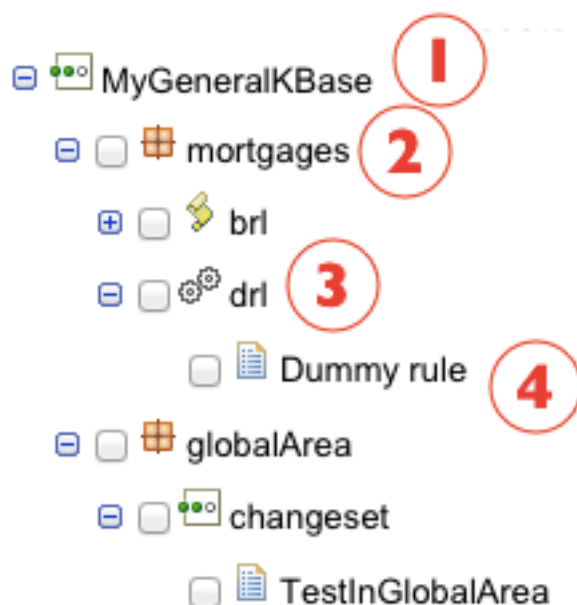 MyGeneralKBase 1
mortgages 2
brl
drl 3
Dummy rule 4
globalArea
changeset
TestInGlobalArea